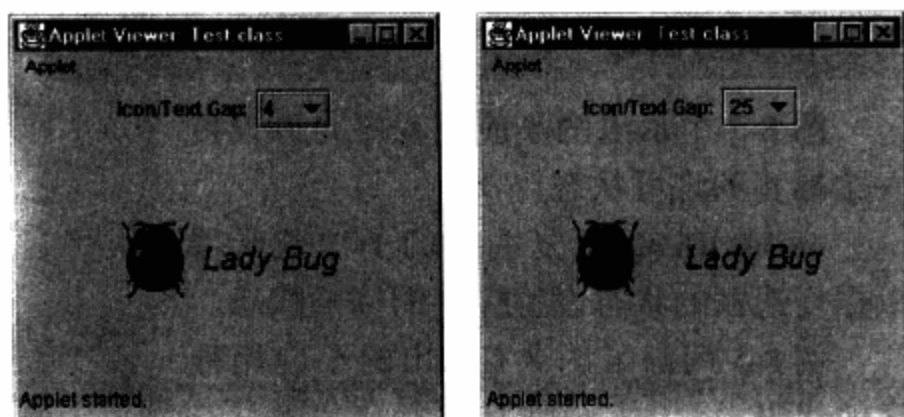 Applet Viewer: Test class
Applet
Icon/Text Gap: 4
Lady Bug
Applet started.
Applet Viewer: Test class
Applet
Icon/Text Gap: 25
Lady Bug
Applet started.